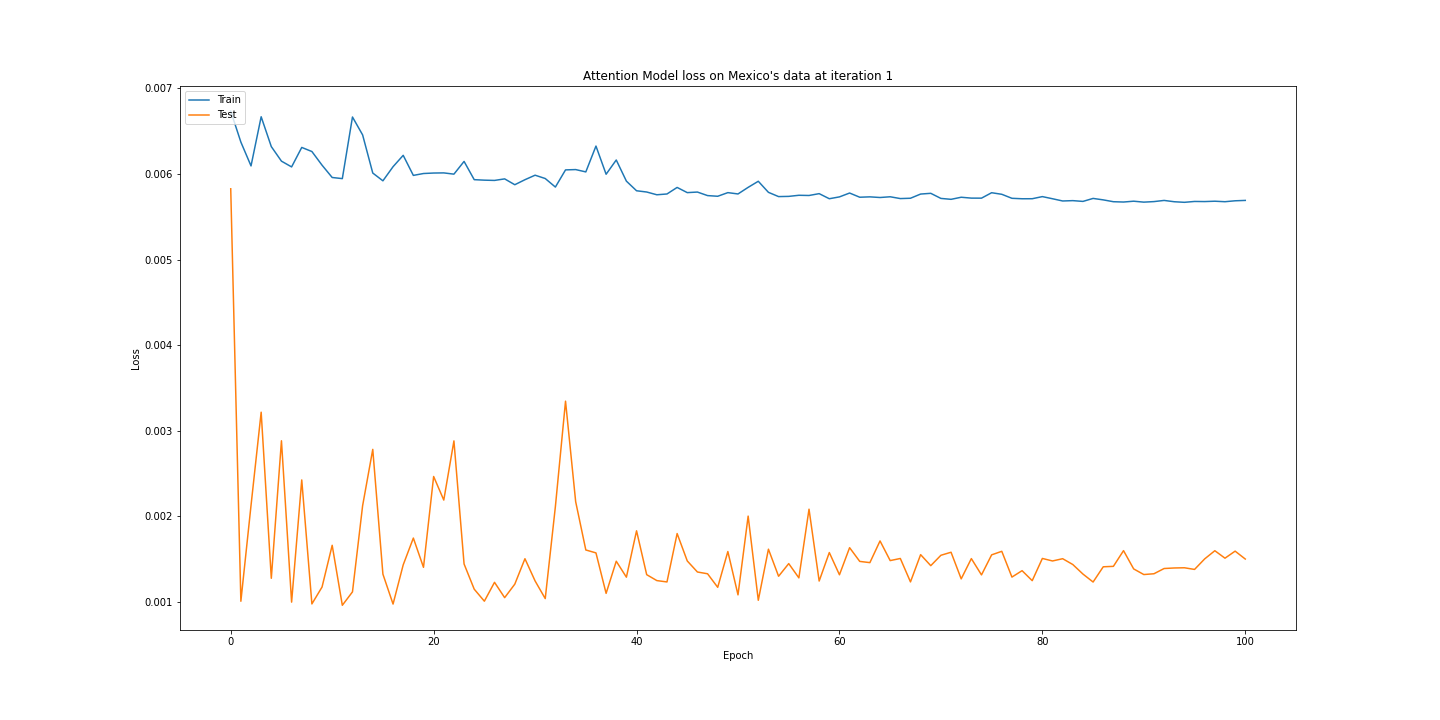 Attention Model loss on Mexico's data at iteration 1
Train
Test
0.007
0.006
0.005
0.004
0.003
0.002
0.001
Loss
0 20 40 60 80 100
Epoch